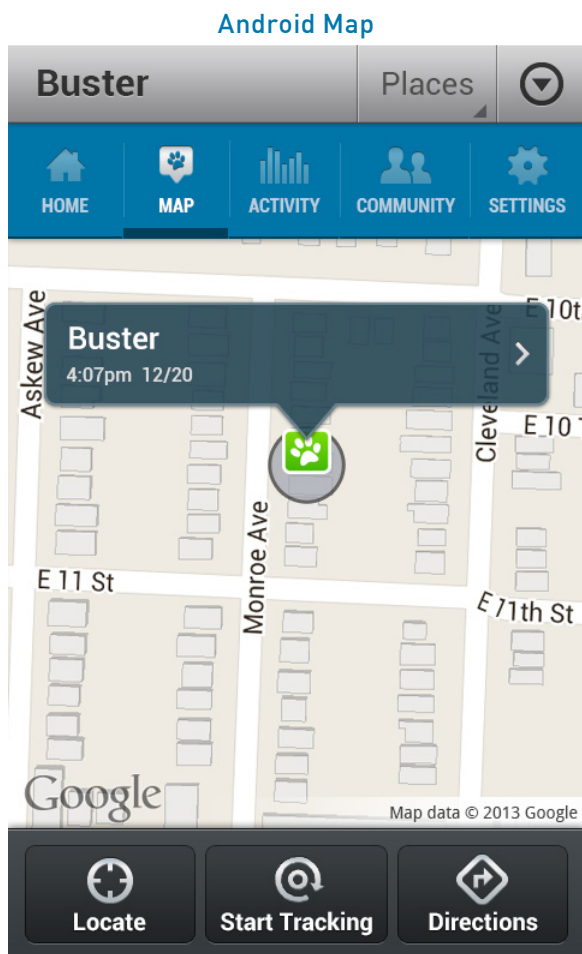 Android Map
Buster
Places
HOME
MAP
ACTIVITY
COMMUNITY
SETTINGS
Askew Ave
Buster
4:07pm 12/20
Cleveland Ave
E 10t
E 10 T
Monroe Ave
E 11 St
E 11th St
Google
Map data © 2013 Google
Locate
Start Tracking
Directions